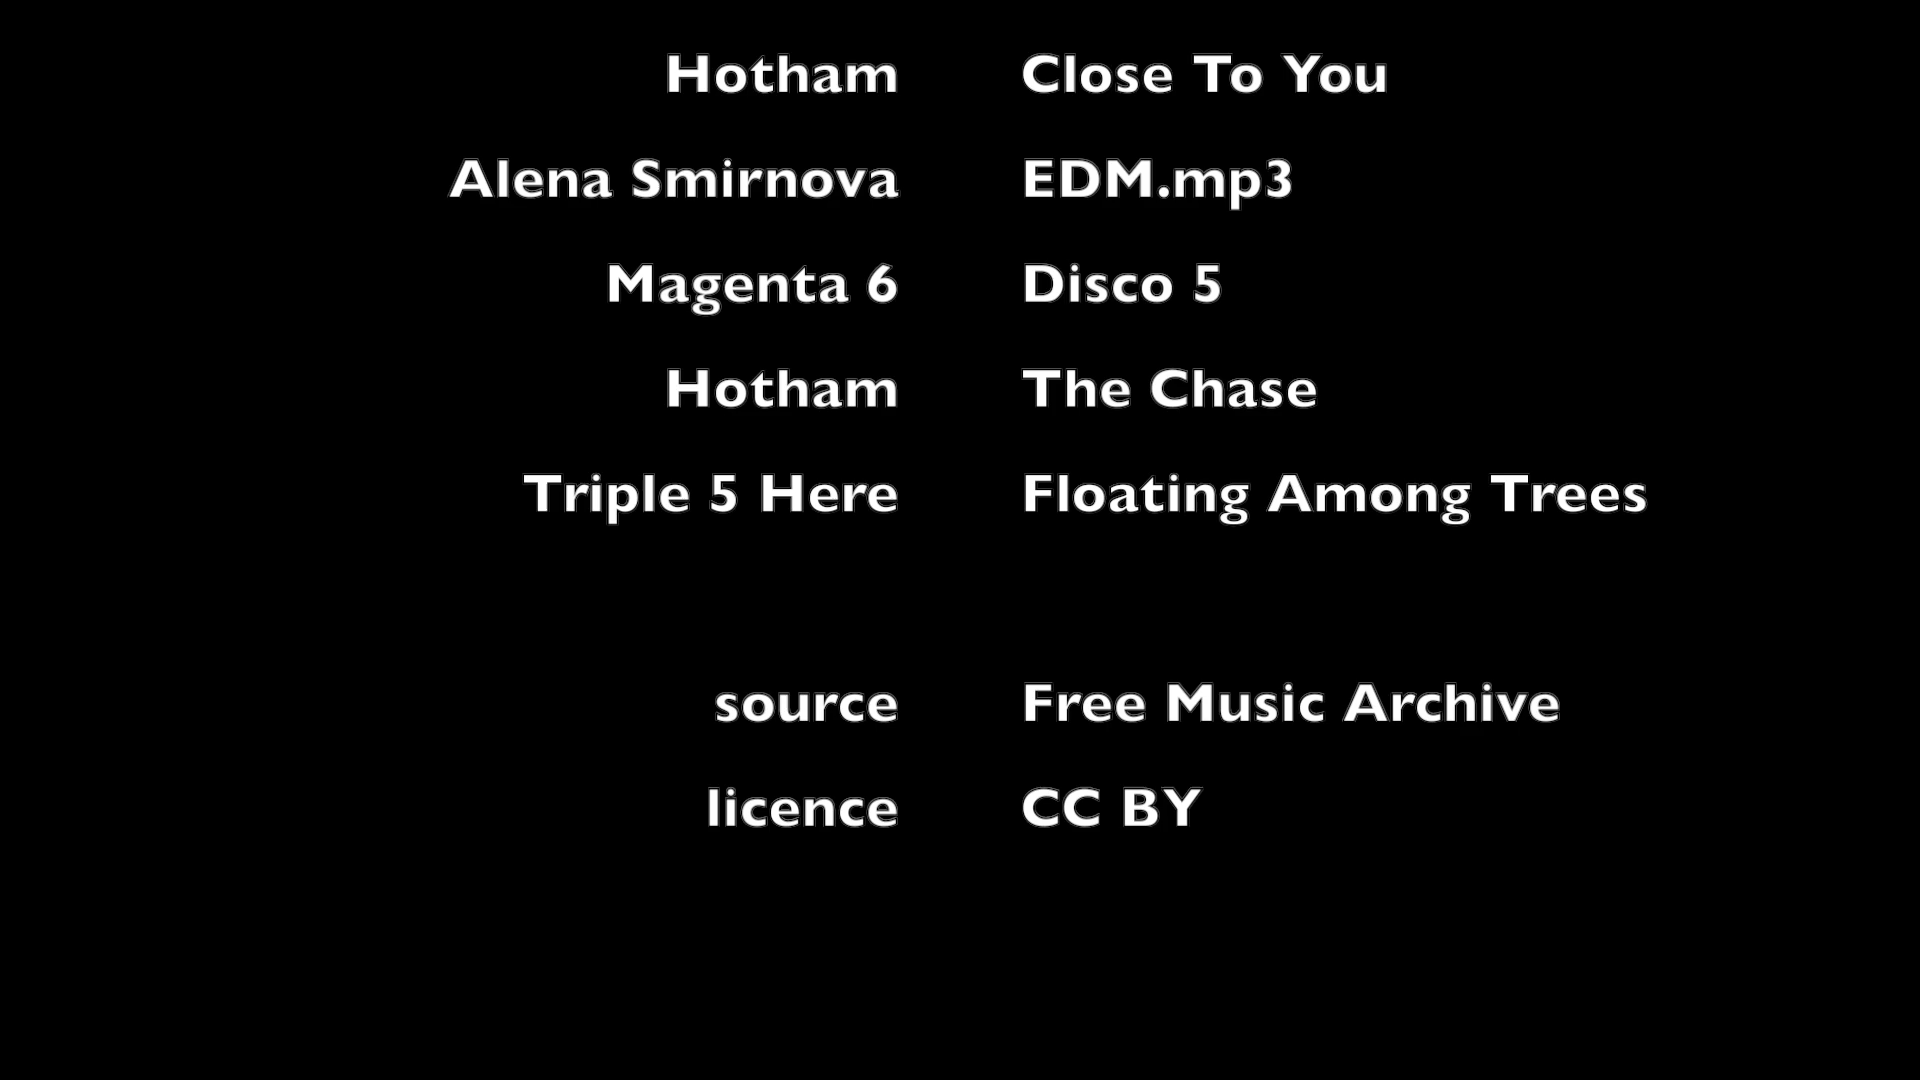 Hotham Close To You
Alena Smirnova EDM.mp3
Magenta 6 Disco 5
Hotham The Chase
Triple 5 Here Floating Among Trees
source Free Music Archive
licence CC BY